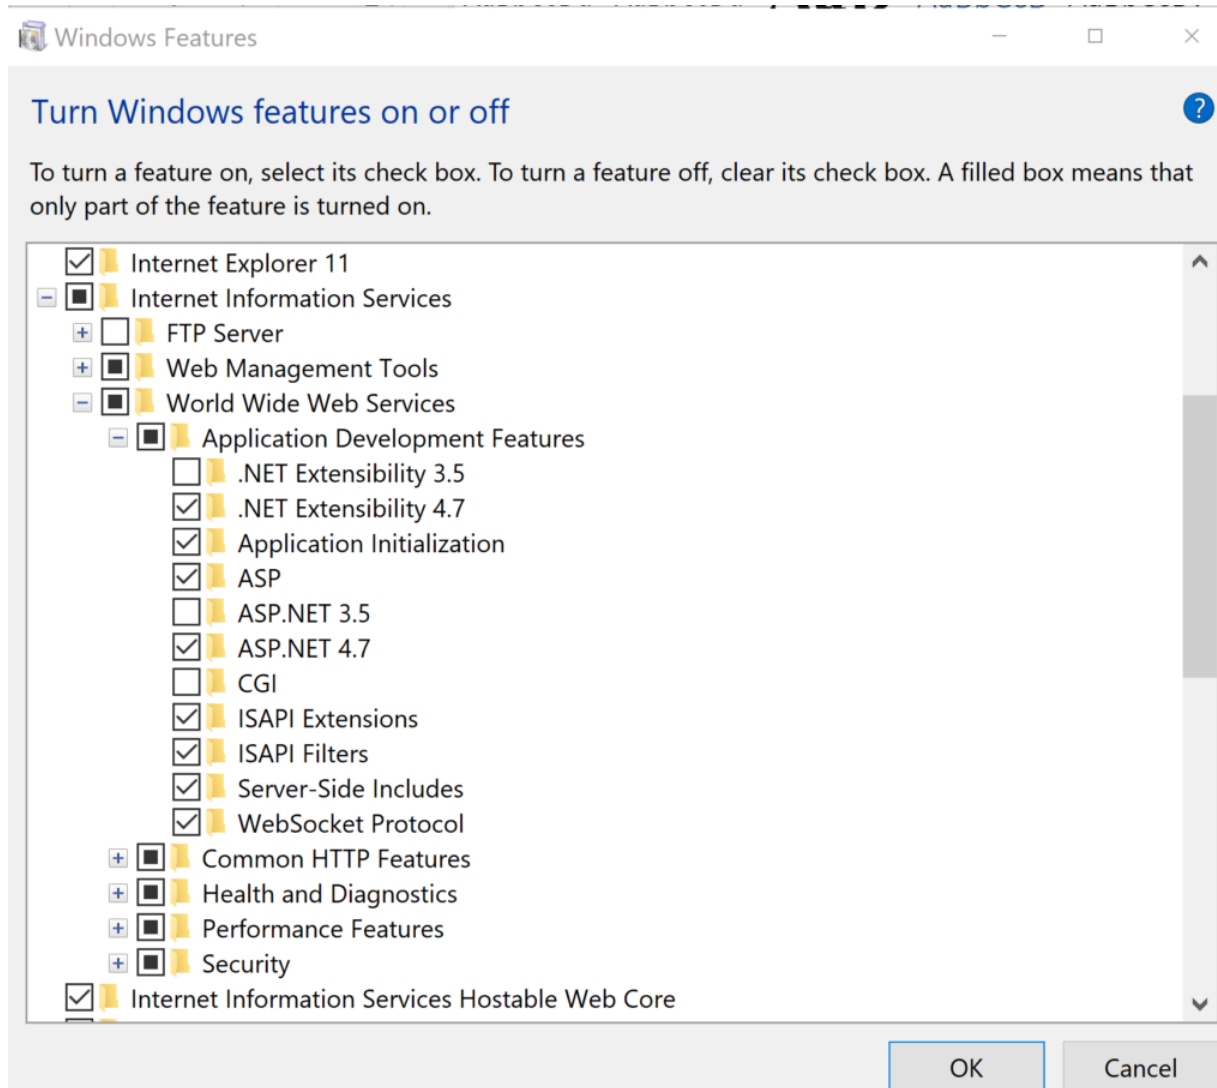 Windows Features
Turn Windows features on or off
To turn a feature on, select its check box. To turn a feature off, clear its check box. A filled box means that
only part of the feature is turned on.
Internet Explorer 11
Internet Information Services
FTP Server
Web Management Tools
World Wide Web Services
Application Development Features
.NET Extensibility 3.5
.NET Extensibility 4.7
Application Initialization
ASP
ASP.NET 3.5
ASP.NET 4.7
CGI
ISAPI Extensions
ISAPI Filters
Server-Side Includes
WebSocket Protocol
Common HTTP Features
Health and Diagnostics
Performance Features
Security
Internet Information Services Hostable Web Core
OK
Cancel